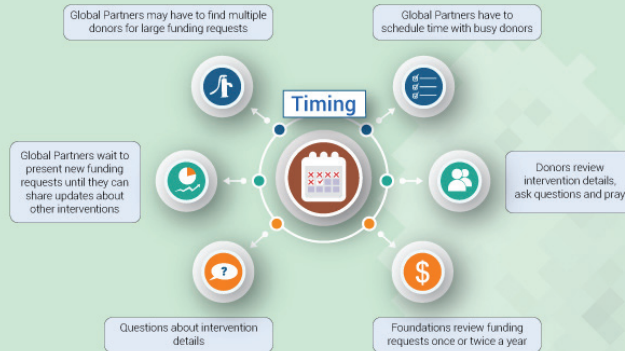 Global Partners may have to find multiple
donors for large funding requests
Global Partners have to
schedule time with busy donors
Timing
Global Partners wait to
present new funding
requests until they can
share updates about
other interventions
Donors review
intervention details,
ask questions and pray
?
$
Questions about intervention
details
Foundations review funding
requests once or twice a year